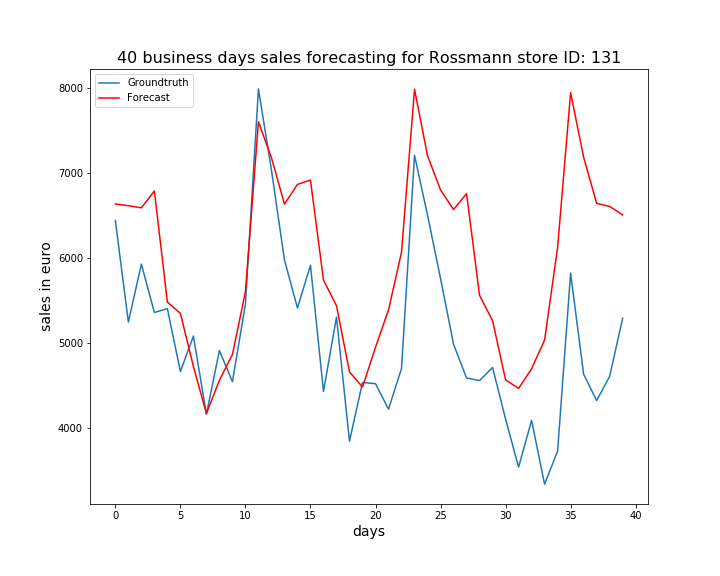 40 business days sales forecasting for Rossmann store ID: 131
Groundtruth
Forecast
8000
7000
6000
5000
4000
sales in euro
0 5 10 15 20 25 30 35 40
days